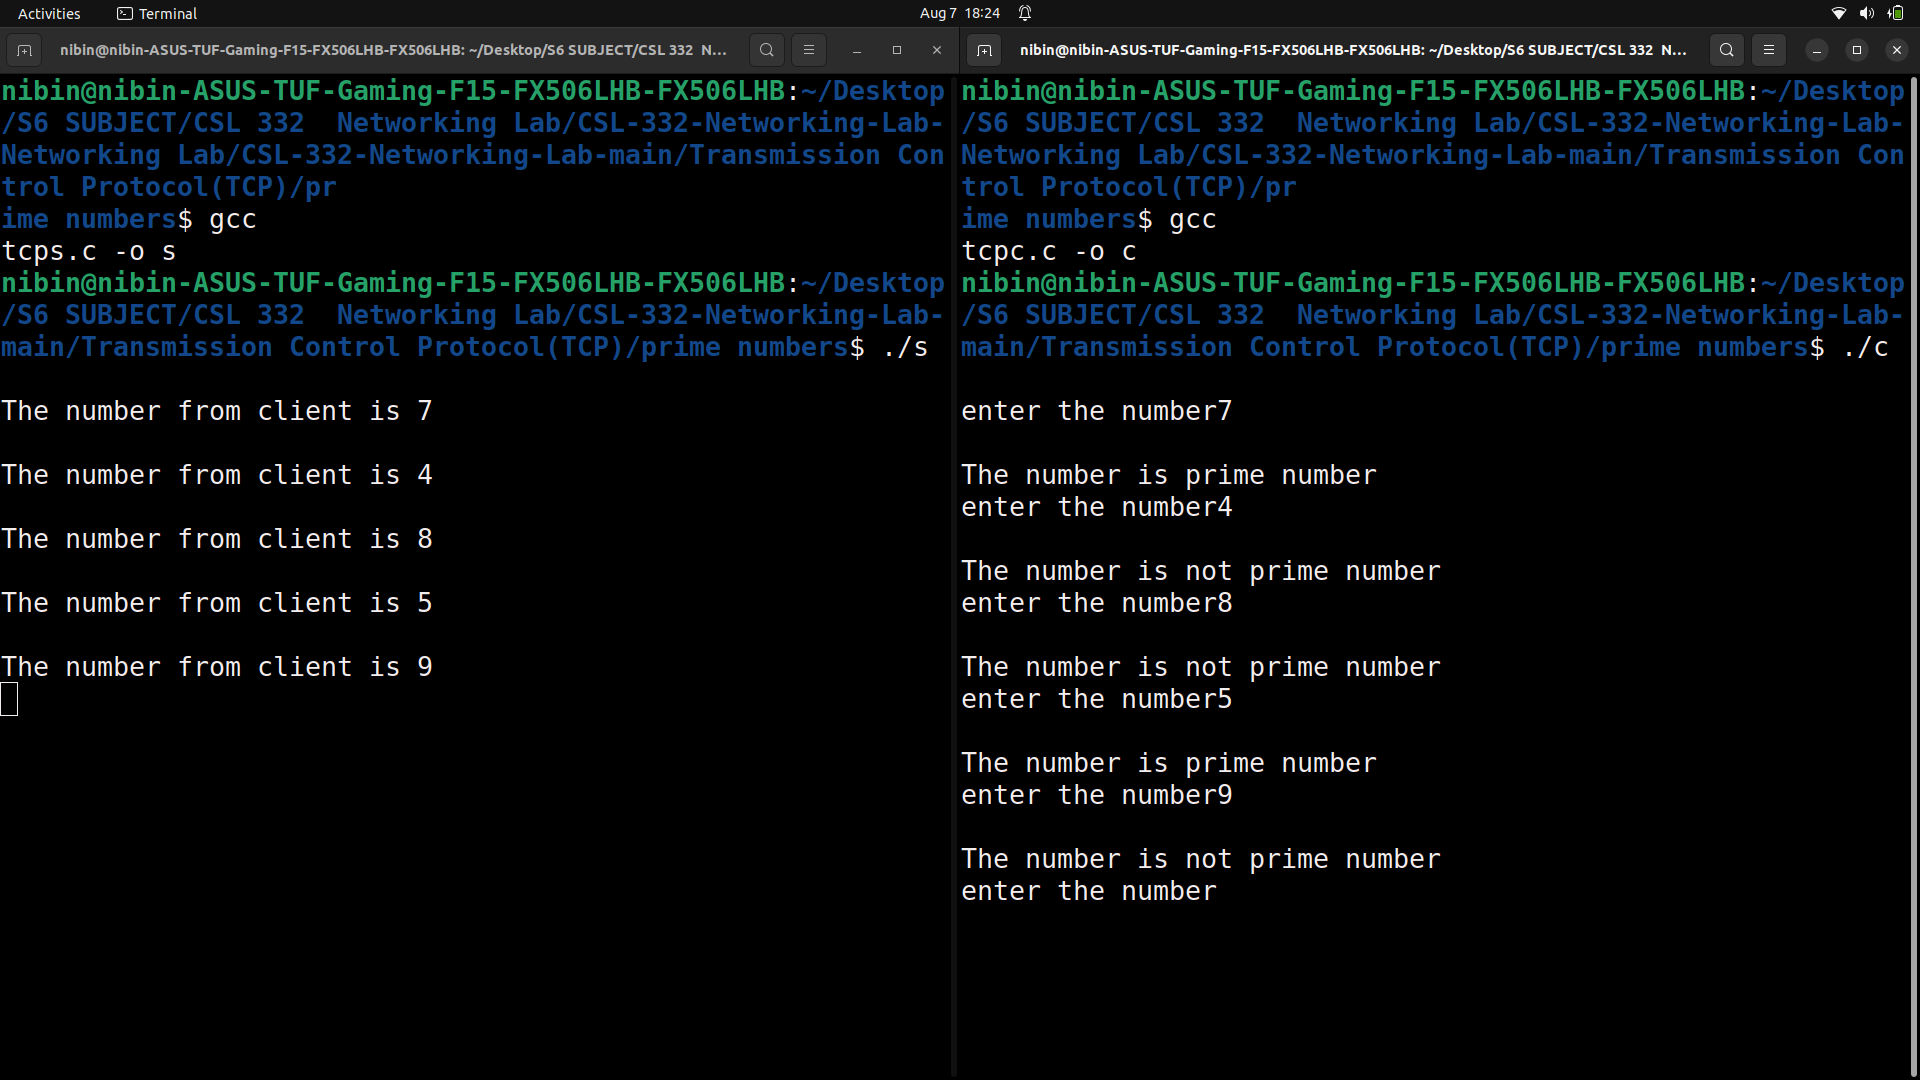 Activities Terminal Aug 7 18:24
nibin@nibin-ASUS-TUF-Gaming-F15-FX506LHB-FX506LHB: ~/Desktop/S6 SUBJECT/CSL 332 N...
nibin@nibin-ASUS-TUF-Gaming-F15-FX506LHB-FX506LHB:~/Desktop
/S6 SUBJECT/CSL 332  Networking Lab/CSL-332-Networking-Lab-
Networking Lab/CSL-332-Networking-Lab-main/Transmission Con
trol Protocol(TCP)/pr
ime numbers$ gcc
tcps.c -o s
nibin@nibin-ASUS-TUF-Gaming-F15-FX506LHB-FX506LHB:~/Desktop
/S6 SUBJECT/CSL 332  Networking Lab/CSL-332-Networking-Lab-
main/Transmission Control Protocol(TCP)/prime numbers$ ./s
The number from client is 7
The number from client is 4
The number from client is 8
The number from client is 5
The number from client is 9
nibin@nibin-ASUS-TUF-Gaming-F15-FX506LHB-FX506LHB: ~/Desktop/S6 SUBJECT/CSL 332 N...
nibin@nibin-ASUS-TUF-Gaming-F15-FX506LHB-FX506LHB:~/Desktop
/S6 SUBJECT/CSL 332  Networking Lab/CSL-332-Networking-Lab-
Networking Lab/CSL-332-Networking-Lab-main/Transmission Con
trol Protocol(TCP)/pr
ime numbers$ gcc
tcpc.c -o c
nibin@nibin-ASUS-TUF-Gaming-F15-FX506LHB-FX506LHB:~/Desktop
/S6 SUBJECT/CSL 332  Networking Lab/CSL-332-Networking-Lab-
main/Transmission Control Protocol(TCP)/prime numbers$ ./c
enter the number7
The number is prime number
enter the number4
The number is not prime number
enter the number8
The number is not prime number
enter the number5
The number is prime number
enter the number9
The number is not prime number
enter the number